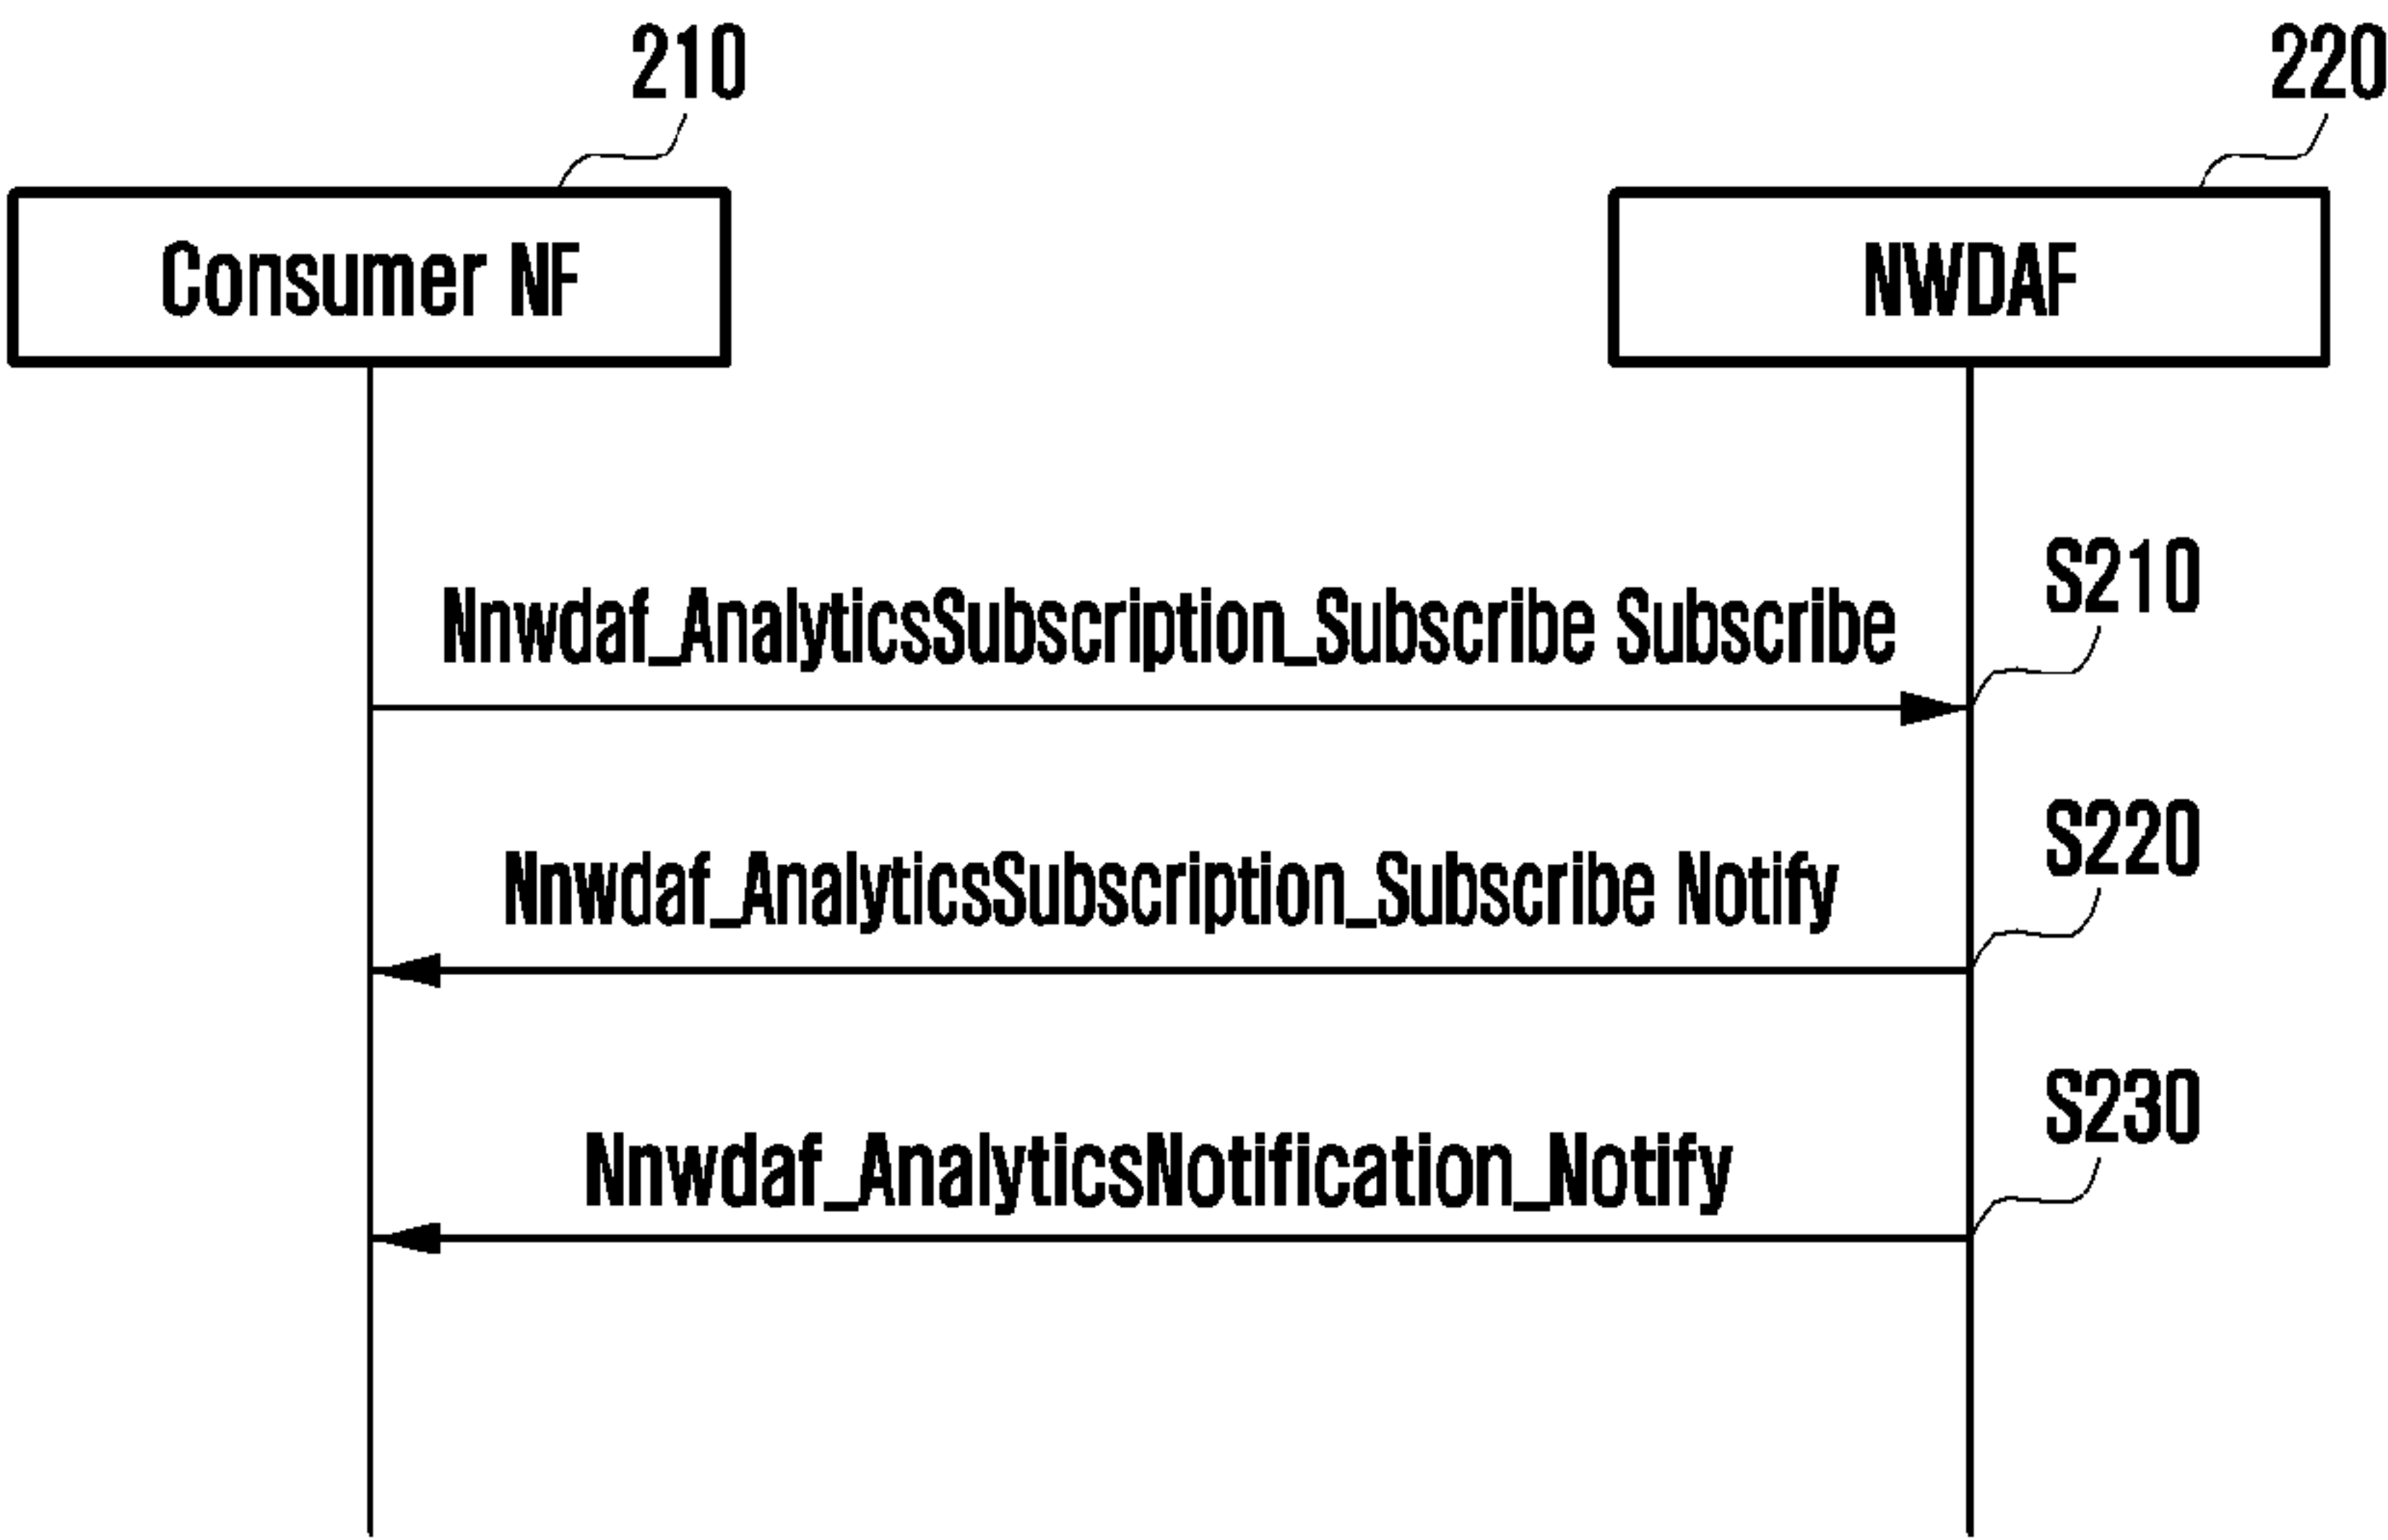 210
220
Consumer NF
NWDAF
S210
Nnwdaf_AnalyticsSubscription_Subscribe Subscribe
S220
Nnwdaf_AnalyticsSubscription_Subscribe Notify
S230
Nnwdaf_AnalyticsNotification_Notify